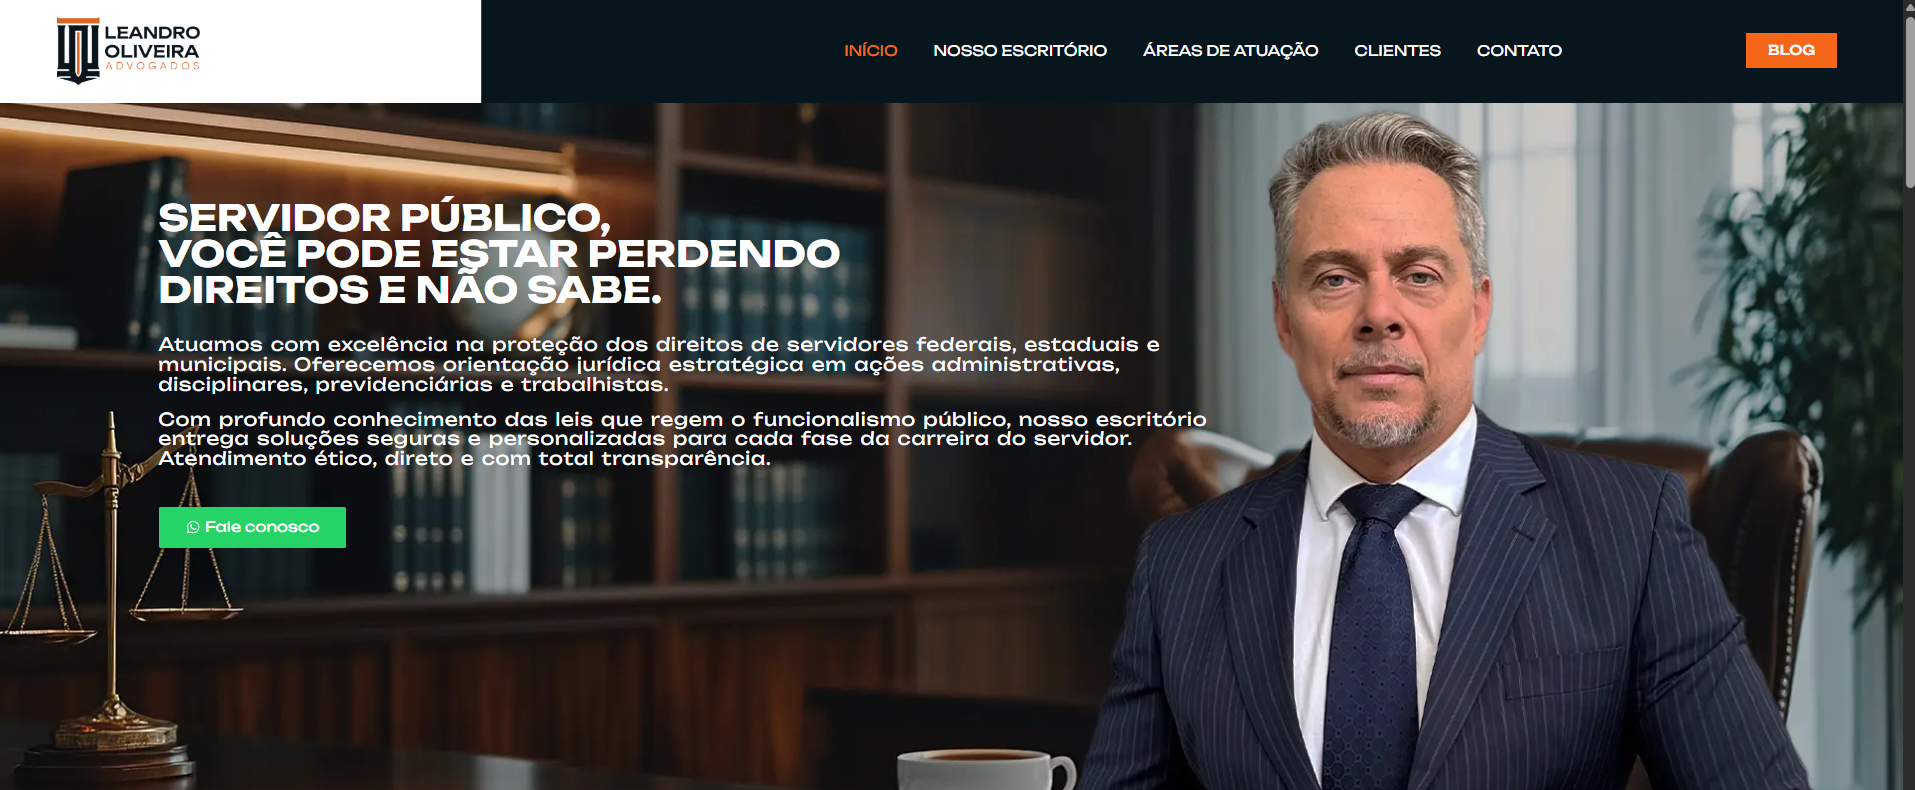 LEANDRO
OLIVEIRA
ADVOGADOS
INÍCIO
NOSSO ESCRITÓRIO
ÁREAS DE ATUAÇÃO
CLIENTES
CONTATO
BLOG
SERVIDOR PÚBLICO,
VOCÊ PODE ESTAR PERDENDO
DIREITOS E NÃO SABE.
Atuamos com excelência na proteção dos direitos de servidores federais, estaduais e
municipais. Oferecemos orientação jurídica estratégica em ações administrativas,
disciplinares, previdenciárias e trabalhistas.
Com profundo conhecimento das leis que regem o funcionalismo público, nosso escritório
entrega soluções seguras e personalizadas para cada fase da carreira do servidor.
Atendimento ético, direto e com total transparência.
Fale conosco